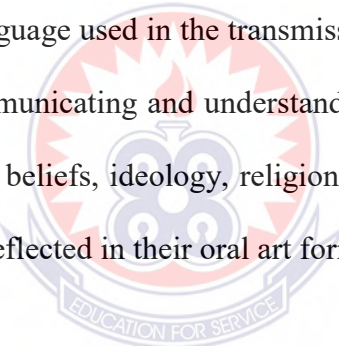 guage used in the transmiss
municating and understand
beliefs, ideology, religion
eflected in their oral art for
EDUCATION FOR SERVICE